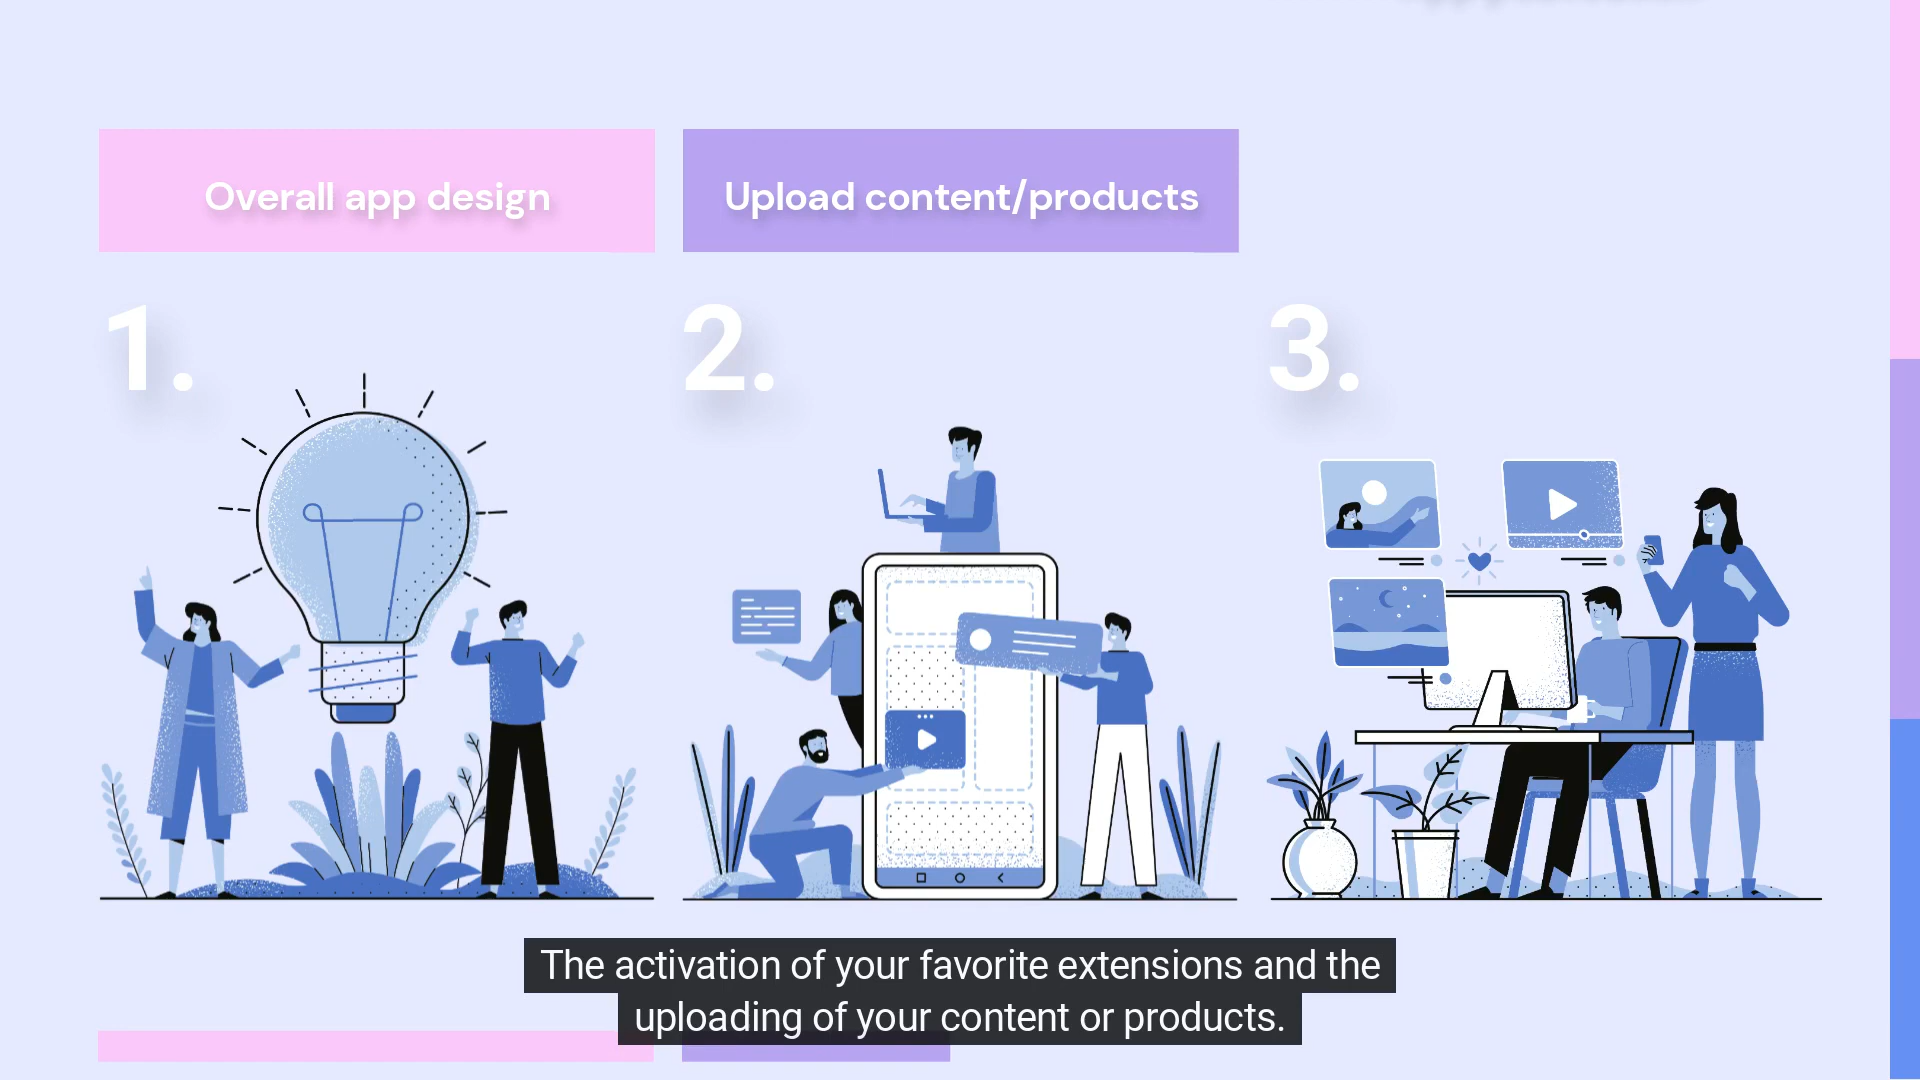 Overall app design
Upload content/products
1.
2.
3.
The activation of your favorite extensions and the
uploading of your content or products.